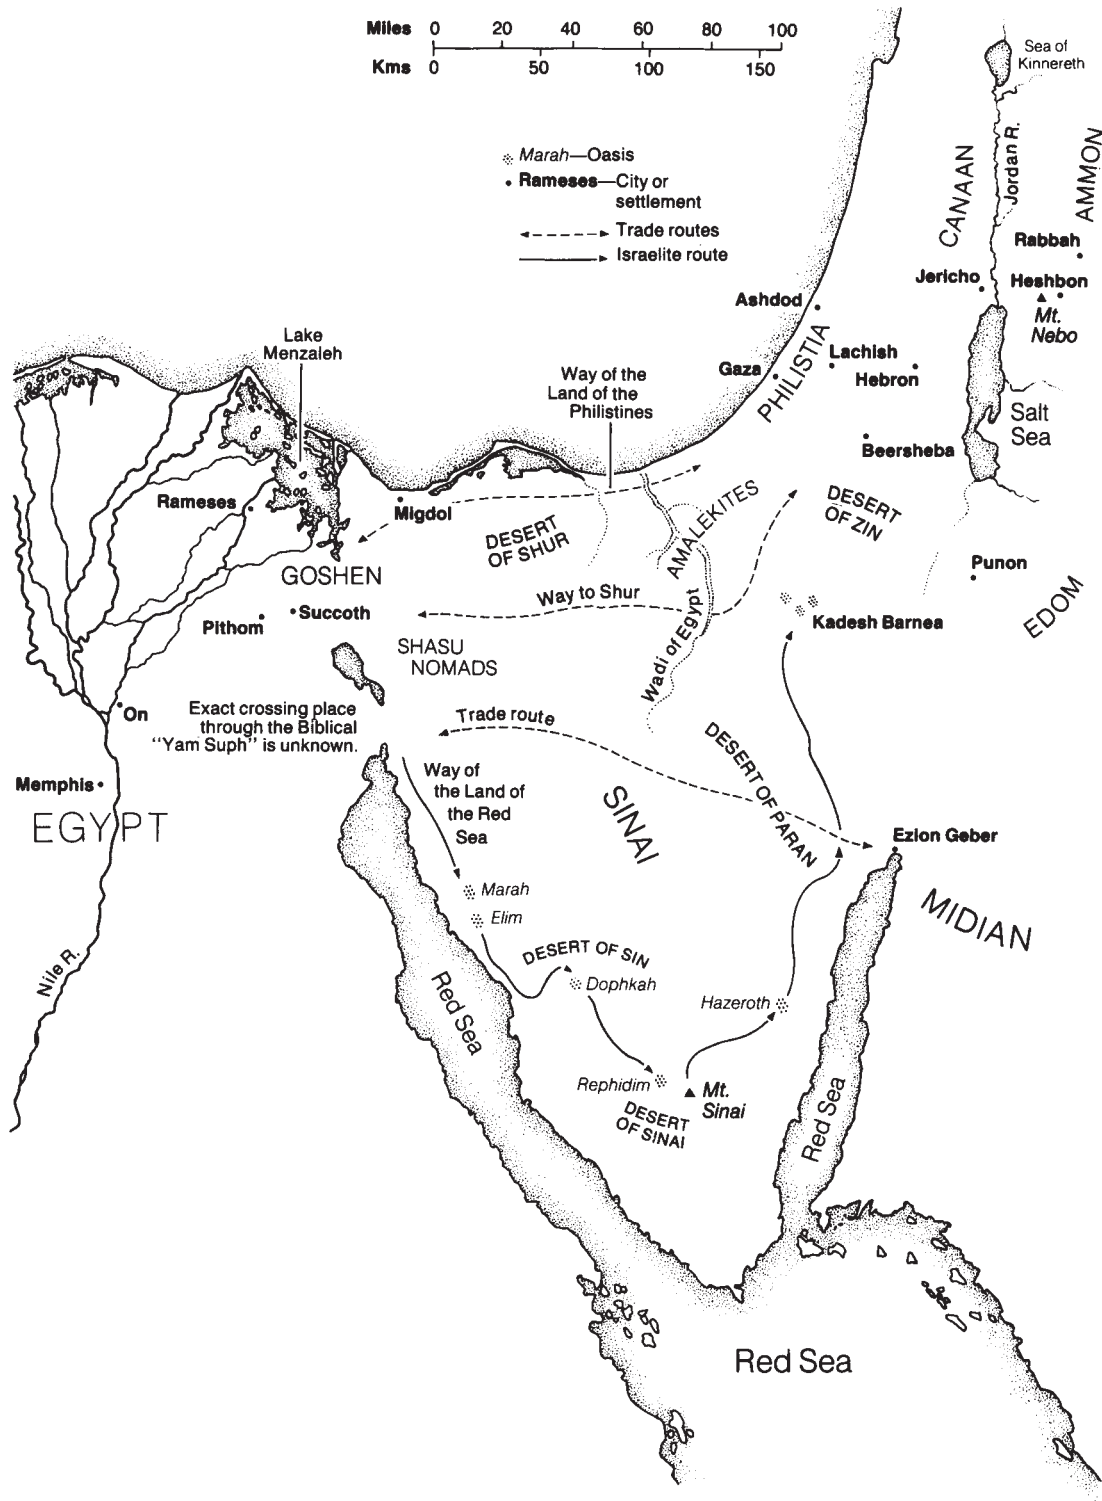 Miles 0 20 40 60 80 100
Kms 0 50 100 150
Sea of
Kinnereth
Marah—Oasis
Rameses—City or
settlement
Trade routes
Israelite route
CANAAN
Jordan R.
AMMON
Rabbah
Jericho
Heshbon
Mt.
Nebo
Ashdod
Lake
Menzaleh
PHILISTIA
Lachish
Gaza
Hebron
Way of the
Land of the
Philistines
Salt
Sea
Beersheba
Rameses
Migdol
DESERT
OF SHUR
AMALEKITES
DESERT
OF ZIN
GOSHEN
Punon
Way to Shur
Succoth
Pithom
Kadesh Barnea
EDOM
SHASU
NOMADS
Wadi of Egypt
On
Exact crossing place
through the Biblical
“Yam Suph” is unknown.
Trade route
DESERT OF PARAN
Memphis
EGYPT
Way of
the Land of
the Red
Sea
SINAI
Ezion Geber
Marah
Elim
MIDIAN
DESERT OF SIN
Nile R.
Dophkah
Red Sea
Hazeroth
Rephidim
Mt.
Sinai
DESERT
OF SINAI
Red Sea
Red Sea